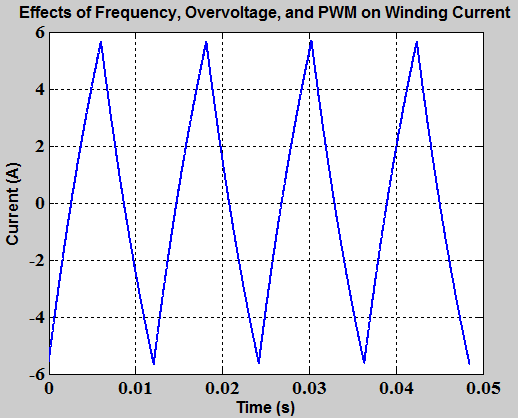 Effects of Frequency, Overvoltage, and PWM on Winding Current
6
4
2
0
-2
-4
-6
Current (A)
0 0.01 0.02 0.03 0.04 0.05
Time (s)